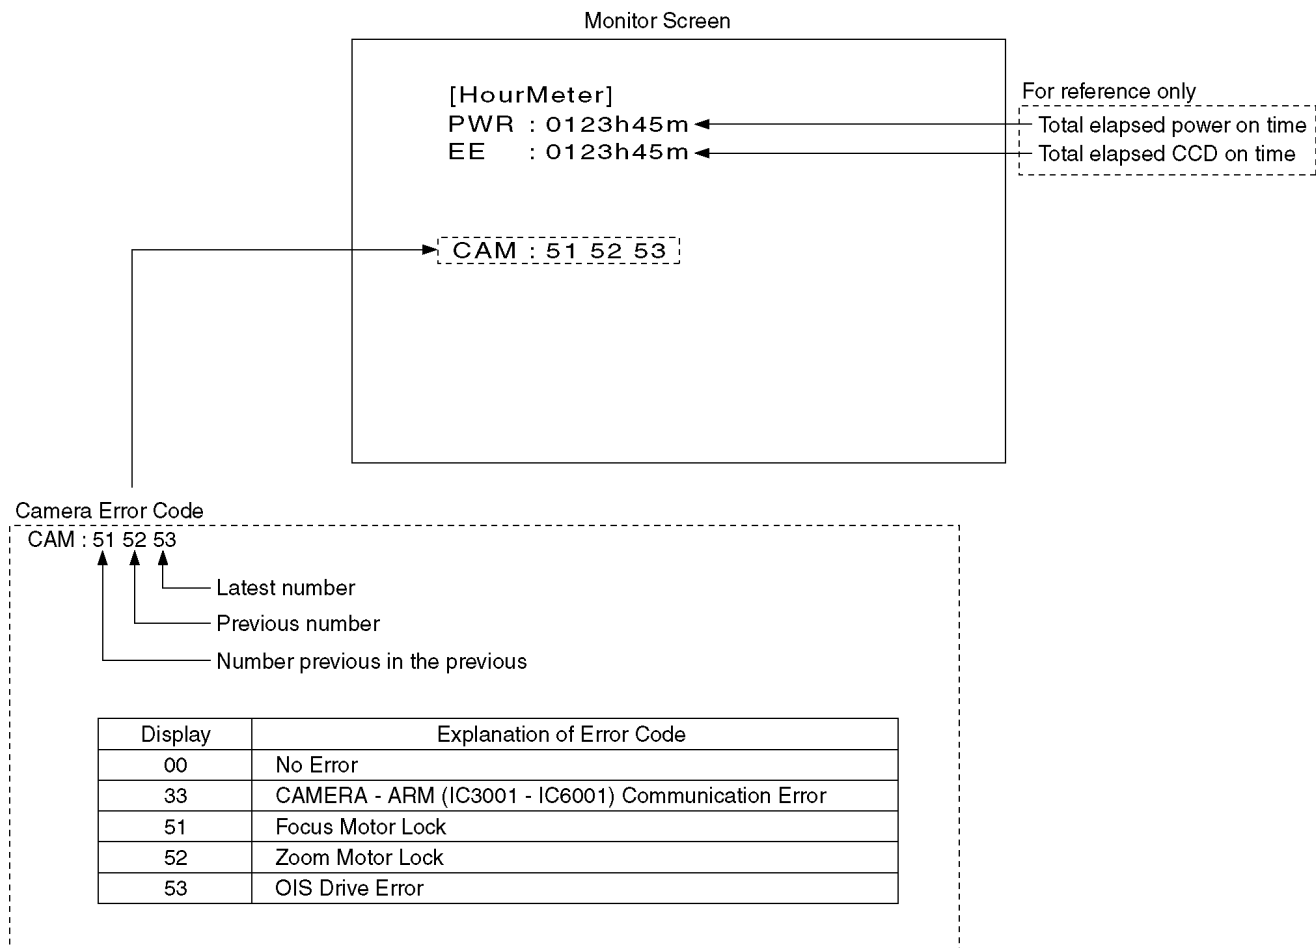 Monitor Screen
[HourMeter]
For reference only
PWR : 0123h45m
Total elapsed power on time
EE : 0123h45m
Total elapsed CCD on time
CAM : 51 52 53
Camera Error Code
CAM : 51 52 53
Latest number
Previous number
Number previous in the previous
Display Explanation of Error Code
00 No Error
33 CAMERA - ARM (IC3001 - IC6001) Communication Error
51 Focus Motor Lock
52 Zoom Motor Lock
53 OIS Drive Error